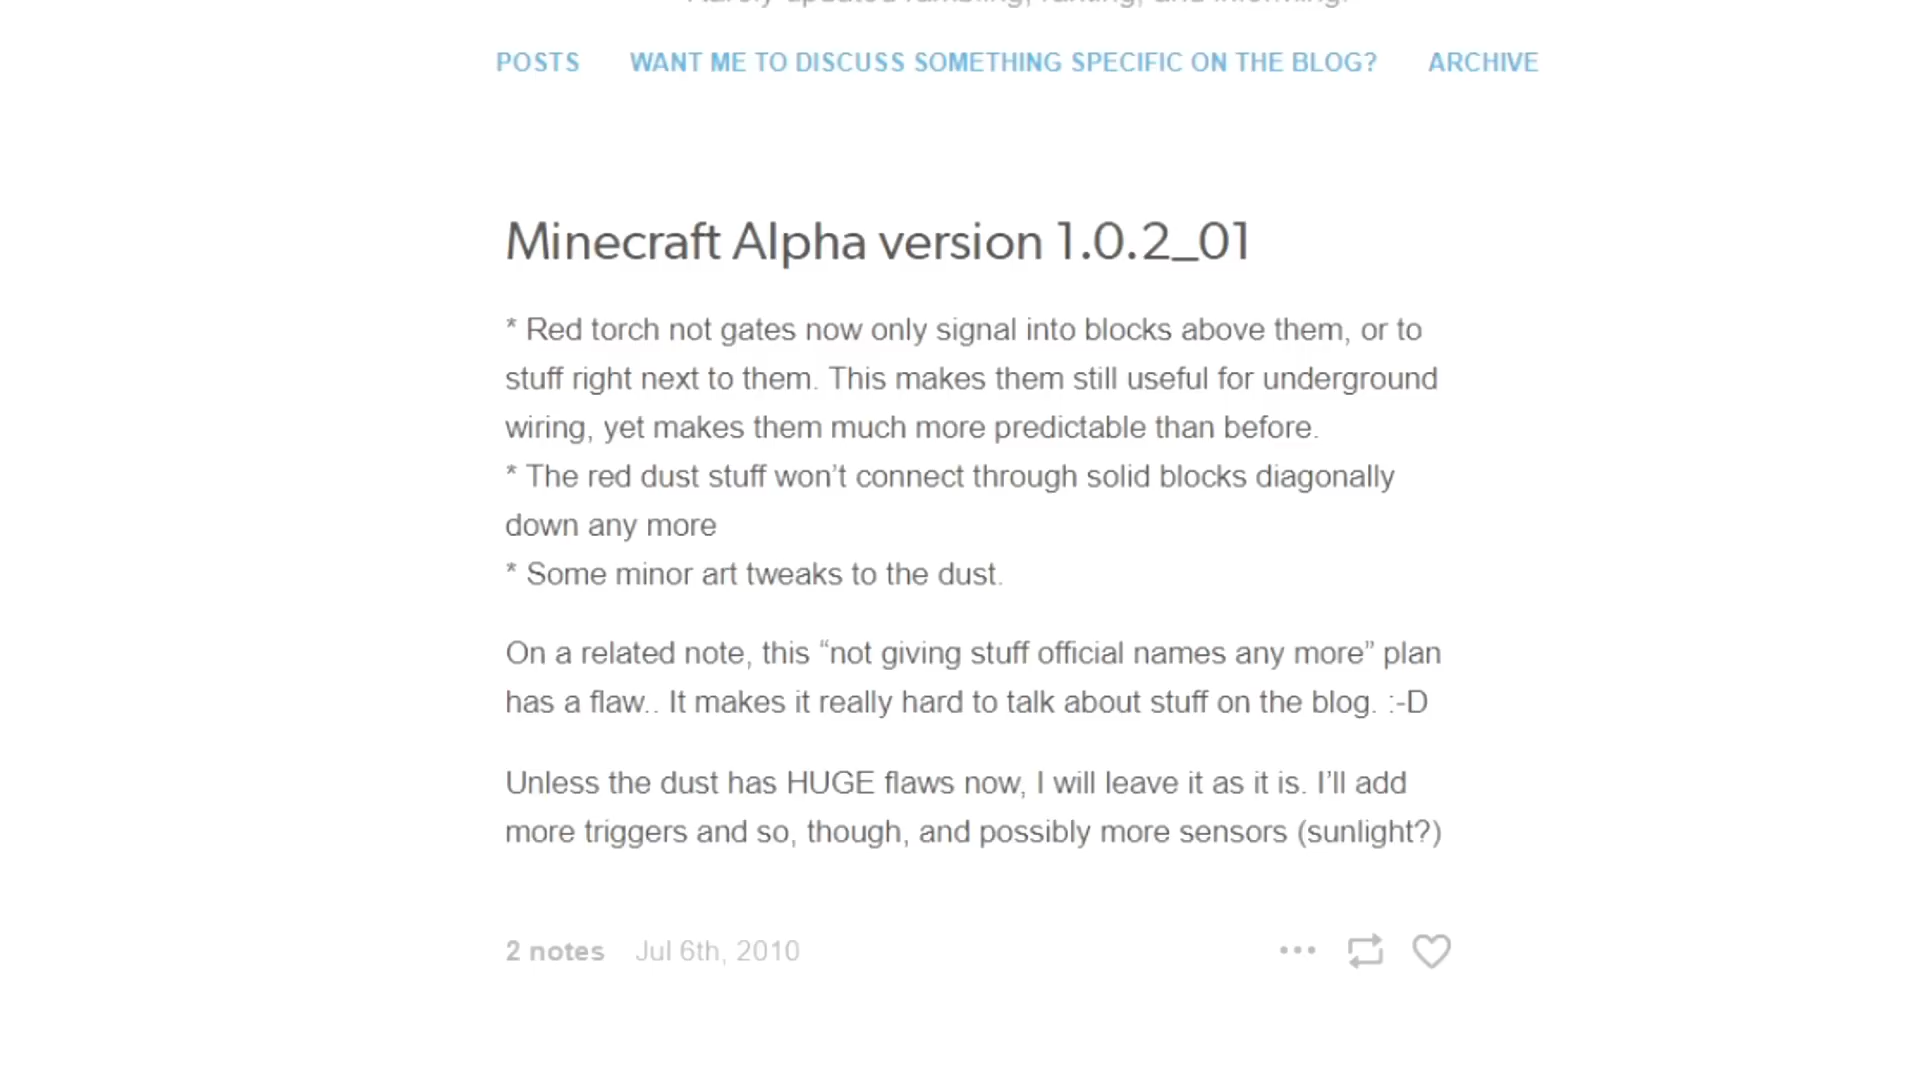 POSTS WANT ME TO DISCUSS SOMETHING SPECIFIC ON THE BLOG? ARCHIVE
Minecraft Alpha version 1.0.2_01
* Red torch not gates now only signal into blocks above them, or to
stuff right next to them. This makes them still useful for underground
wiring, yet makes them much more predictable than before.
* The red dust stuff won’t connect through solid blocks diagonally
down any more
* Some minor art tweaks to the dust.
On a related note, this “not giving stuff official names any more” plan
has a flaw.. It makes it really hard to talk about stuff on the blog. :-D
Unless the dust has HUGE flaws now, I will leave it as it is. I’ll add
more triggers and so, though, and possibly more sensors (sunlight?)
2 notes Jul 6th, 2010